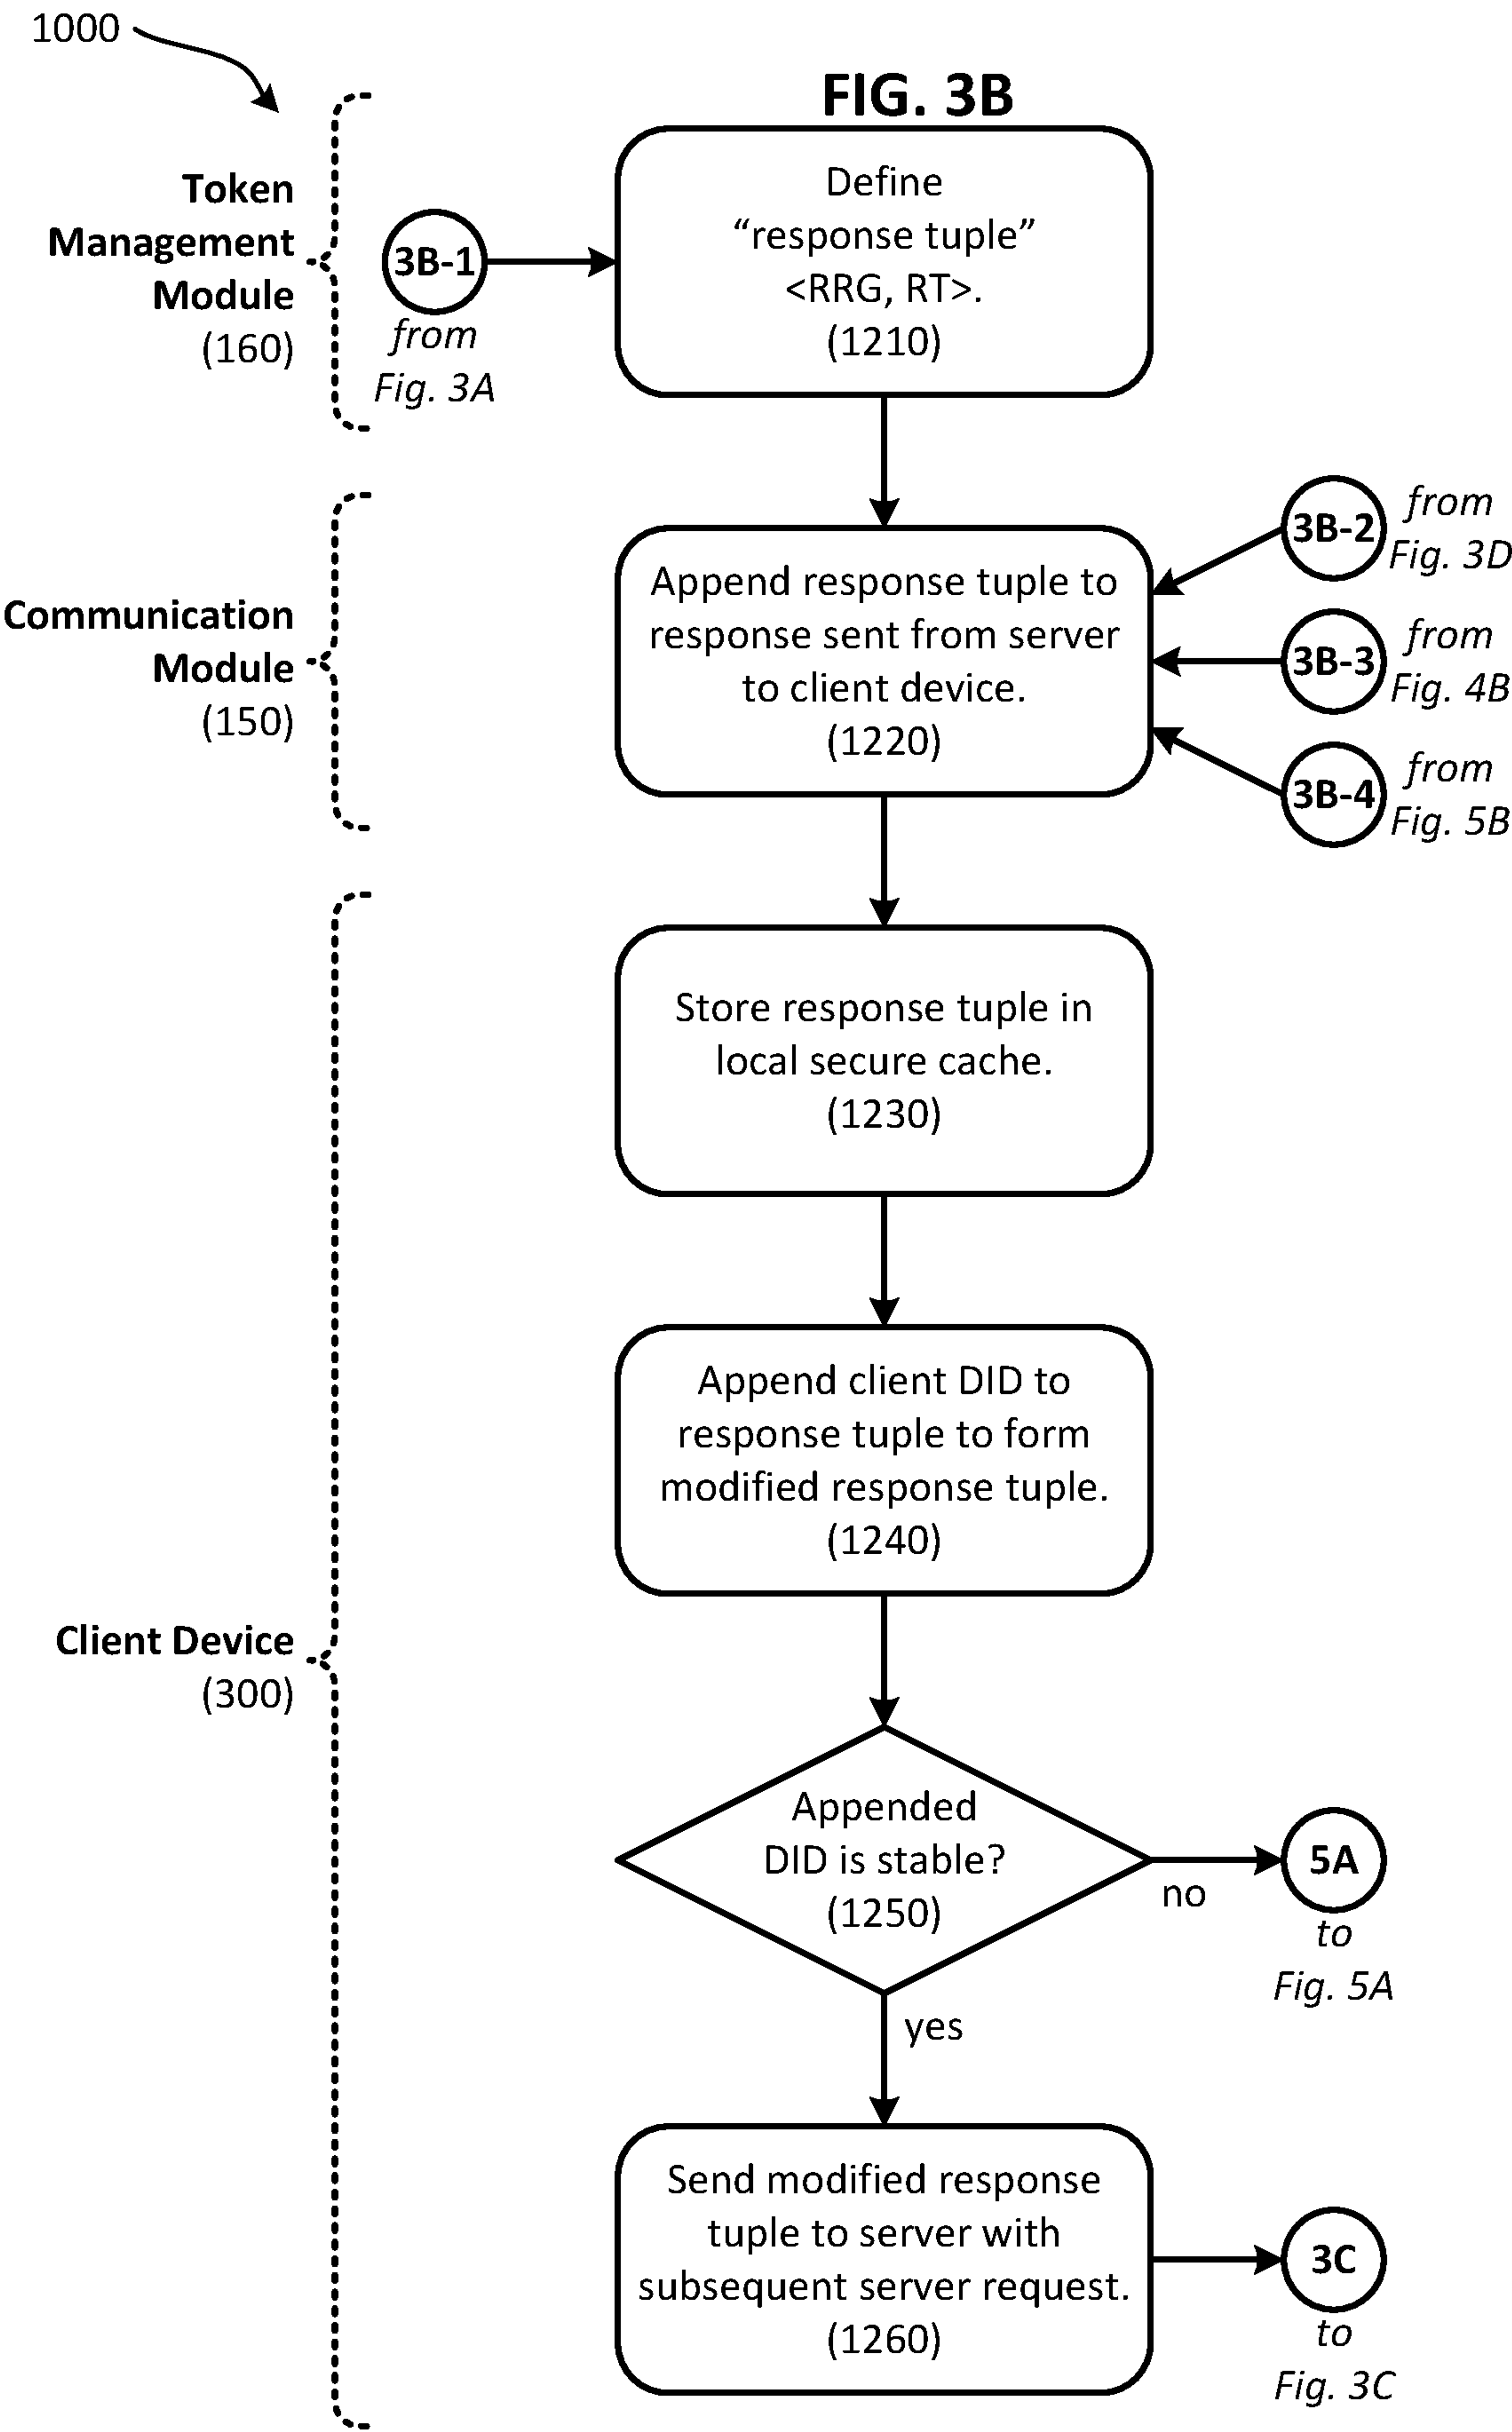 1000
FIG. 3B
Token
Management
Module
(160)
3B-1
from
Fig. 3A
Define
“response tuple”
<RRG, RT>.
(1210)
Communication
Module
(150)
Append response tuple to
response sent from server
to client device.
(1220)
3B-2
from
Fig. 3D
3B-3
from
Fig. 4B
3B-4
from
Fig. 5B
Client Device
(300)
Store response tuple in
local secure cache.
(1230)
Append client DID to
response tuple to form
modified response tuple.
(1240)
Appended
DID is stable?
(1250)
no
5A
to
Fig. 5A
yes
Send modified response
tuple to server with
subsequent server request.
(1260)
3C
to
Fig. 3C